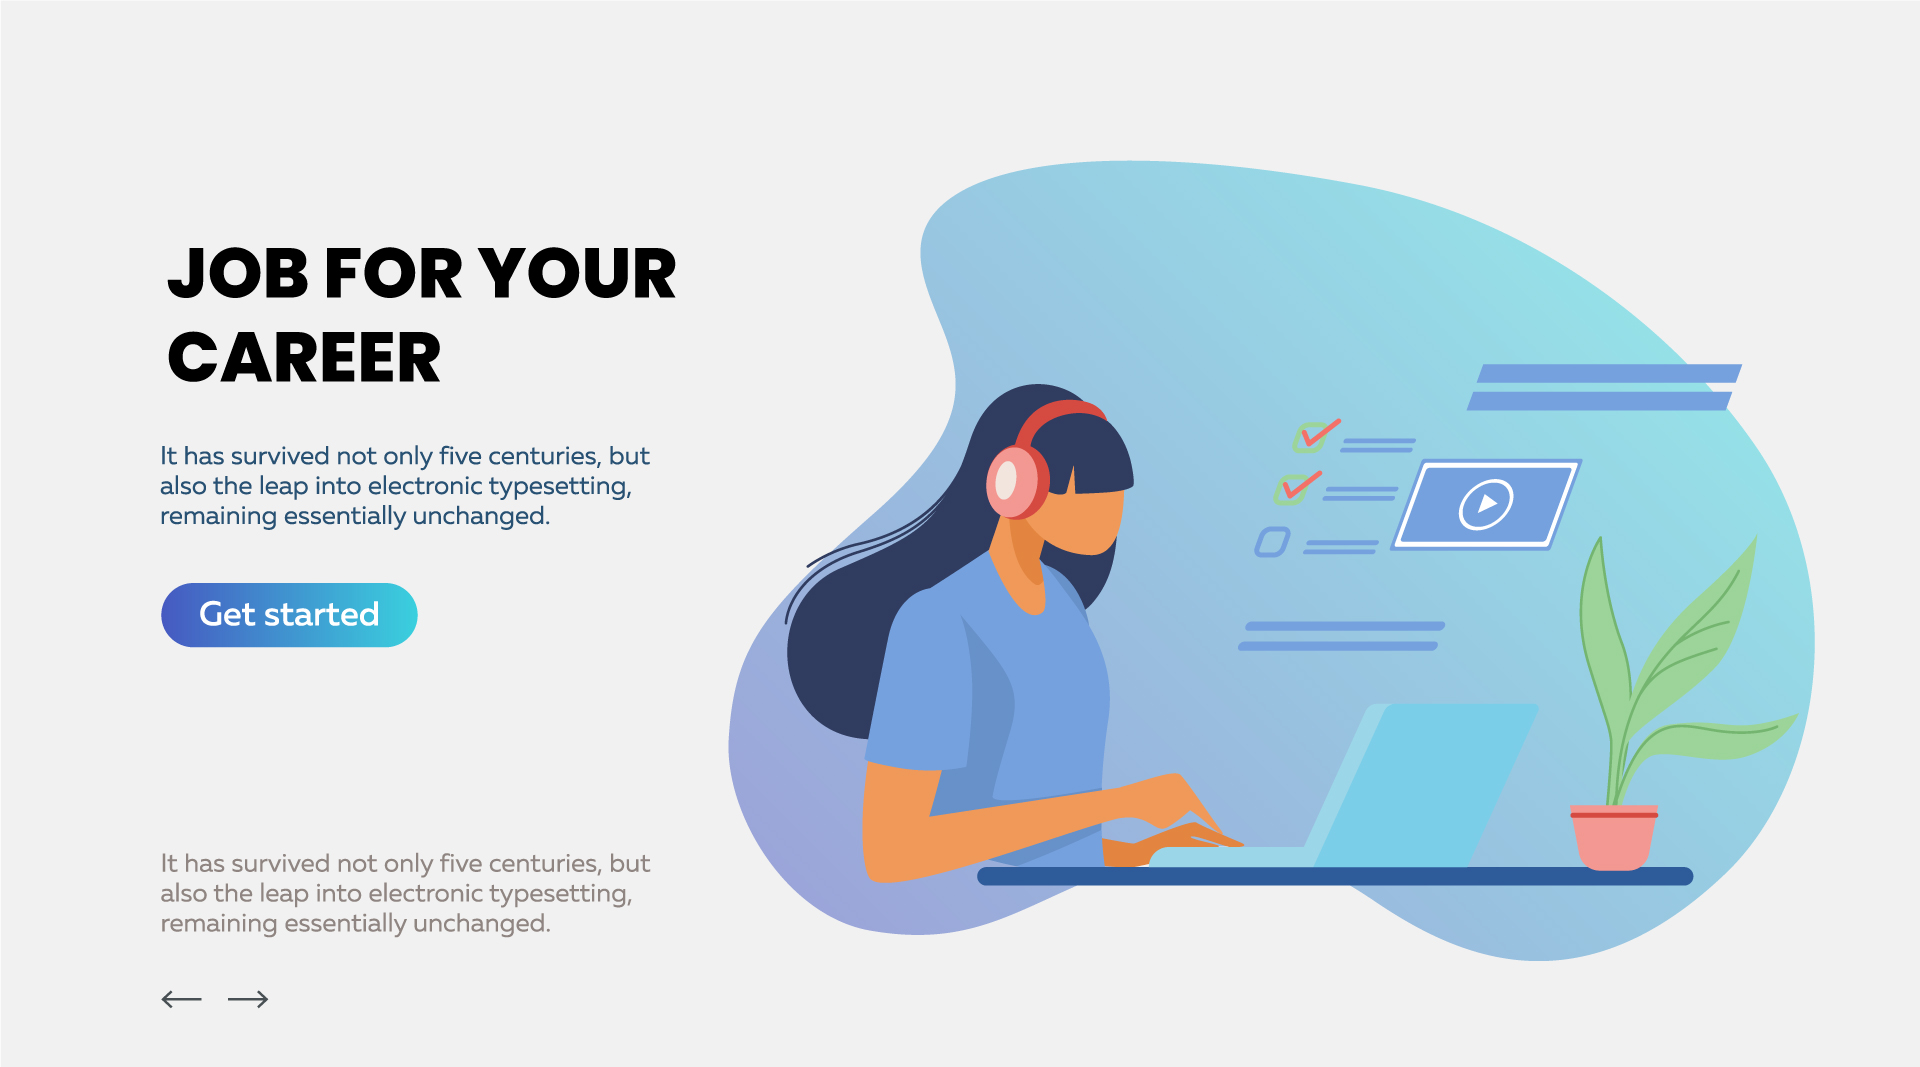 JOB FOR YOUR
CAREER
It has survived not only five centuries, but
also the leap into electronic typesetting,
remaining essentially unchanged.
Get started
It has survived not only five centuries, but
also the leap into electronic typesetting,
remaining essentially unchanged.